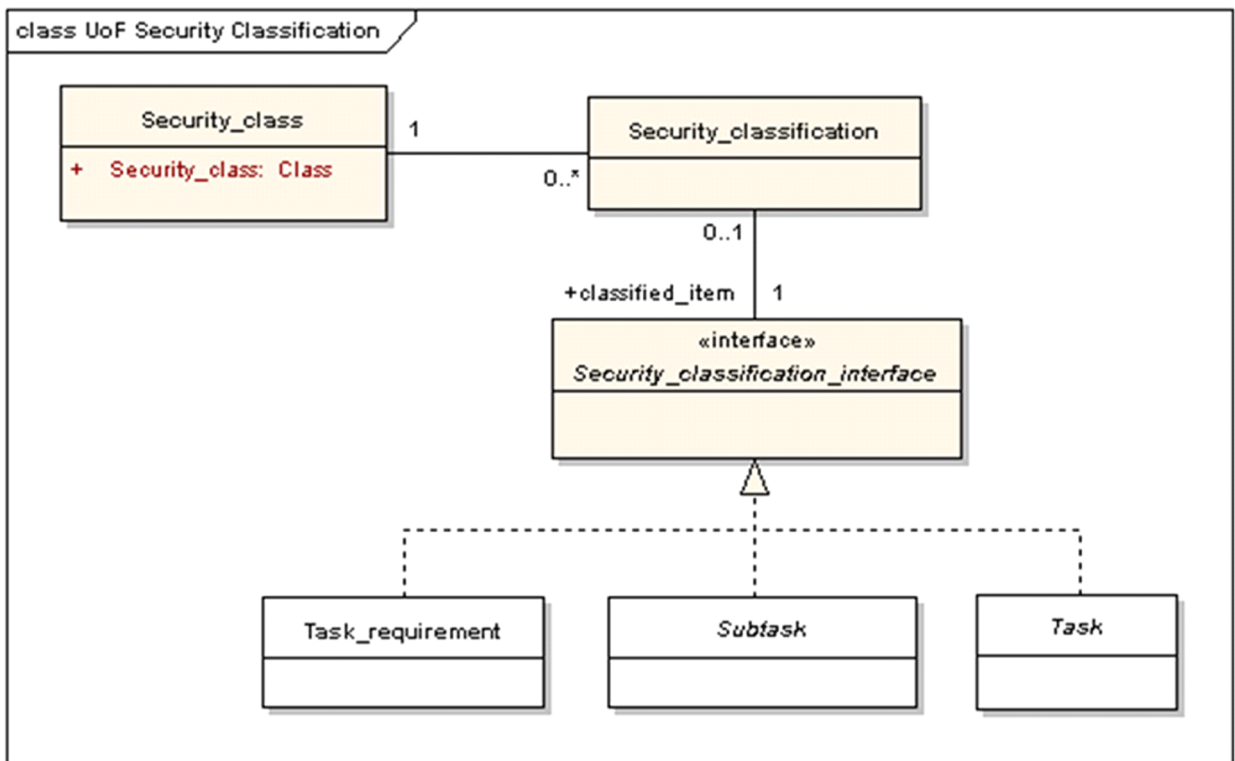 class UoF Security Classification
Security_class
+ Security_class: Class
1
0..*
Security_classification
0..1
+classified_item 1
«interface»
Security_classification_interface
Task_requirement
Subtask
Task